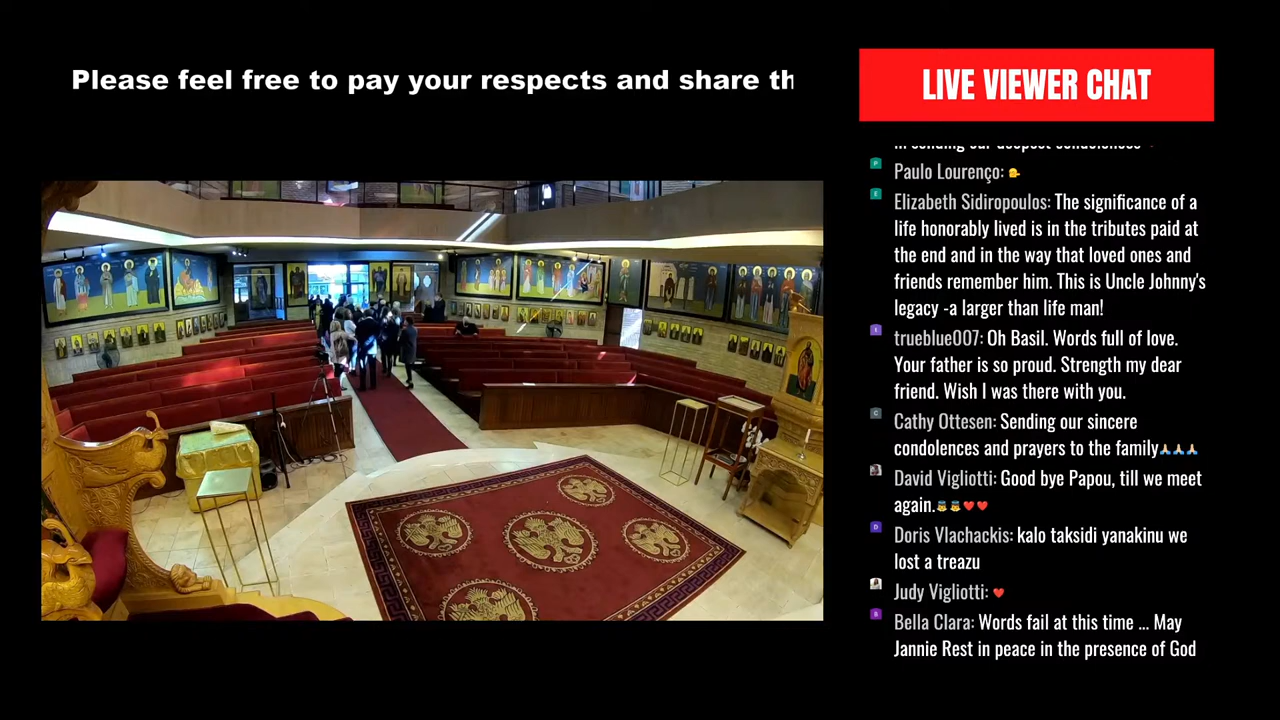 Please feel free to pay your respects and share th
LIVE VIEWER CHAT
in sending our deepest condolences
Paulo Lourenço:
Elizabeth Sidiropoulos: The significance of a
life honorably lived is in the tributes paid at
the end and in the way that loved ones and
friends remember him. This is Uncle Johnny's
legacy -a larger than life man!
trueblue007: Oh Basil. Words full of love.
Your father is so proud. Strength my dear
friend. Wish I was there with you.
Cathy Ottesen: Sending our sincere
condolences and prayers to the family🙏🙏🙏
David Vigliotti: Good bye Papou, till we meet
again.👼👼❤️❤️
Doris Vlachackis: kalo taksidi yanakinu we
lost a treazu
Judy Vigliotti: ❤️
Bella Clara: Words fail at this time ... May
Jannie Rest in peace in the presence of God